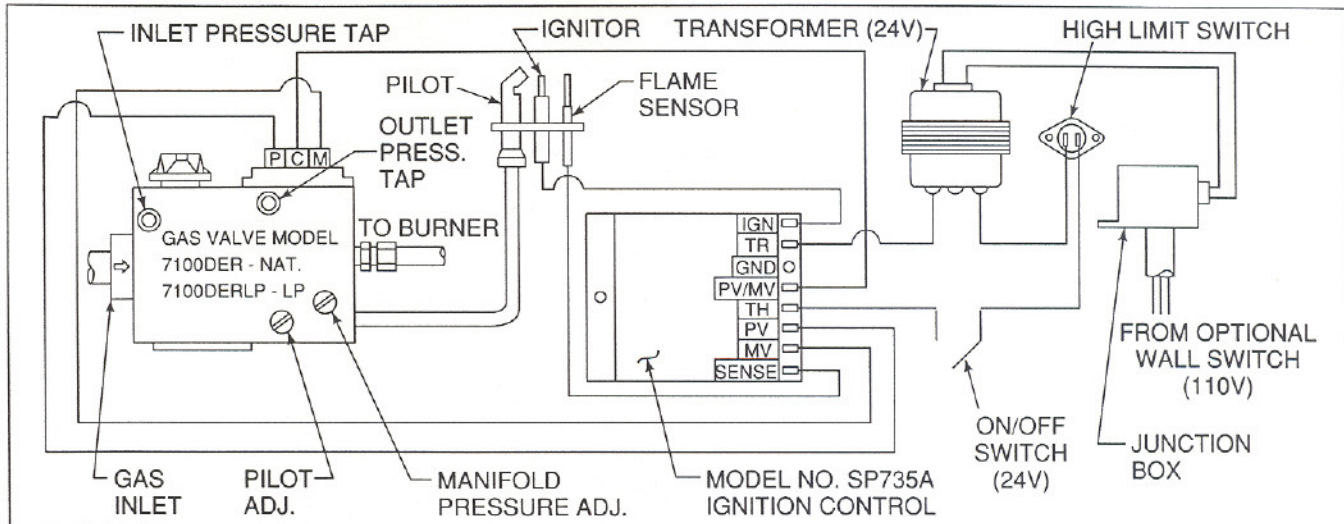 INLET PRESSURE TAP
IGNITOR
TRANSFORMER (24V)
HIGH LIMIT SWITCH
PILOT
FLAME
SENSOR
OUTLET
PRESS.
TAP
P C M
TO BURNER
GAS VALVE MODEL
7100DER - NAT.
7100DERLP - LP
IGN
TR
GND
PV/MV
TH
PV
MV
SENSE
FROM OPTIONAL
WALL SWITCH
(110V)
GAS
INLET
PILOT
ADJ.
MANIFOLD
PRESSURE ADJ.
MODEL NO. SP735A
IGNITION CONTROL
ON/OFF
SWITCH
(24V)
JUNCTION
BOX